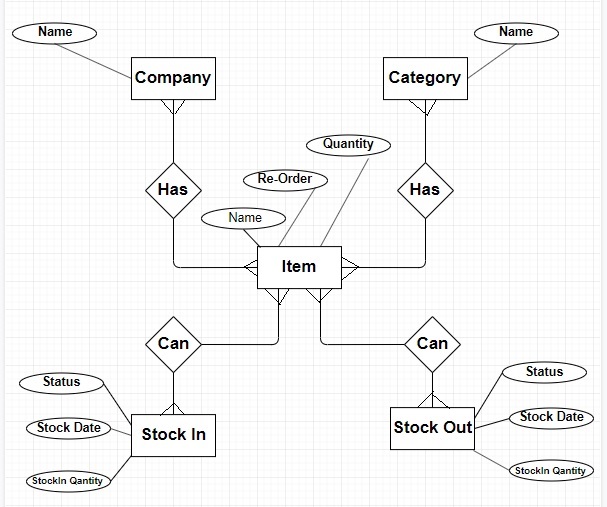 Name
Name
Company
Category
Quantity
Re-Order
Has
Has
Name
Item
Can
Can
Status
Status
Stock Date
Stock Date
Stock In
Stock Out
StockIn Qantity
StockIn Qantity